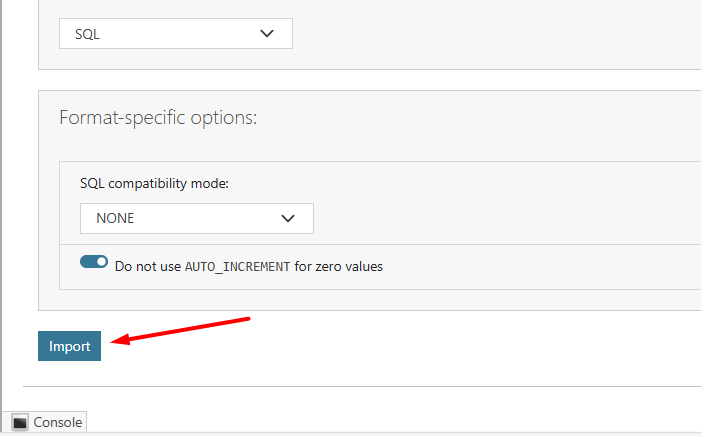 SQL
Format-specific options:
SQL compatibility mode:
NONE
Do not use AUTO_INCREMENT for zero values
Import
Console